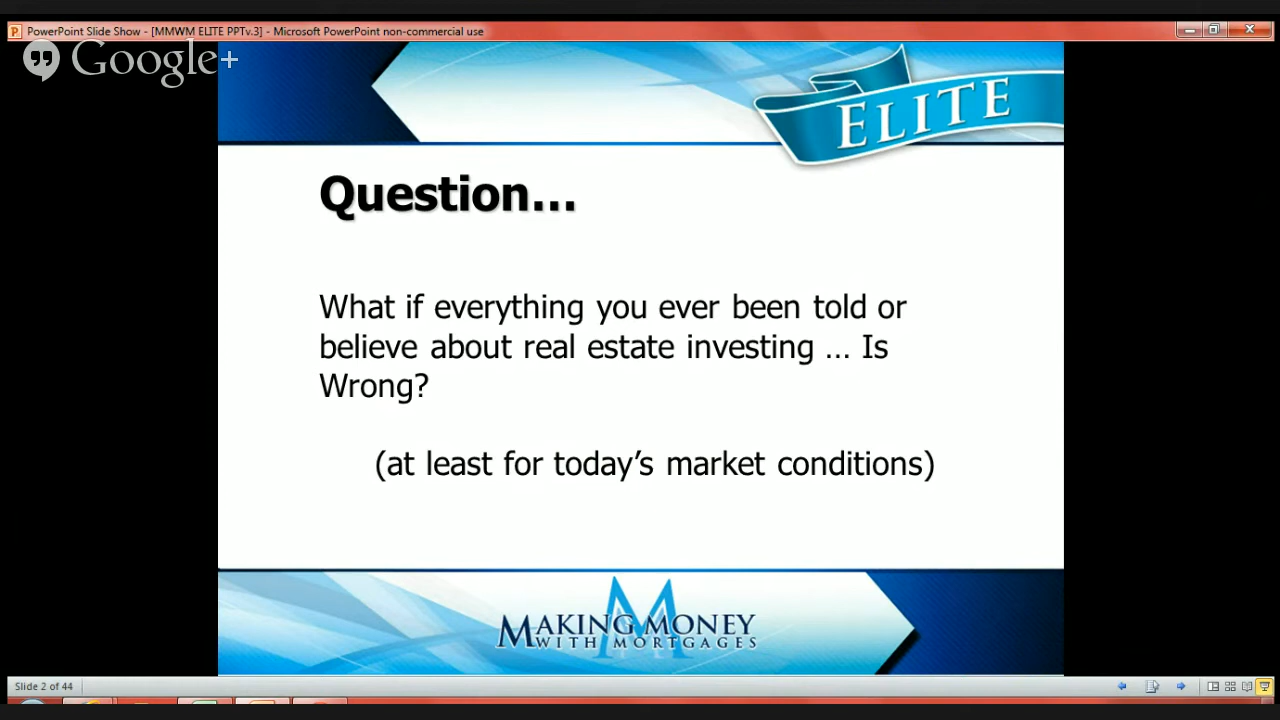 PowerPoint Slide Show - [MMWM ELITE PPTv.3] - Microsoft PowerPoint non-commercial use
Google+
ELITE
Question...
What if everything you ever been told or
believe about real estate investing ... Is
Wrong?
(at least for today's market conditions)
MAKING MONEY
WITH MORTGAGES
Slide 2 of 44